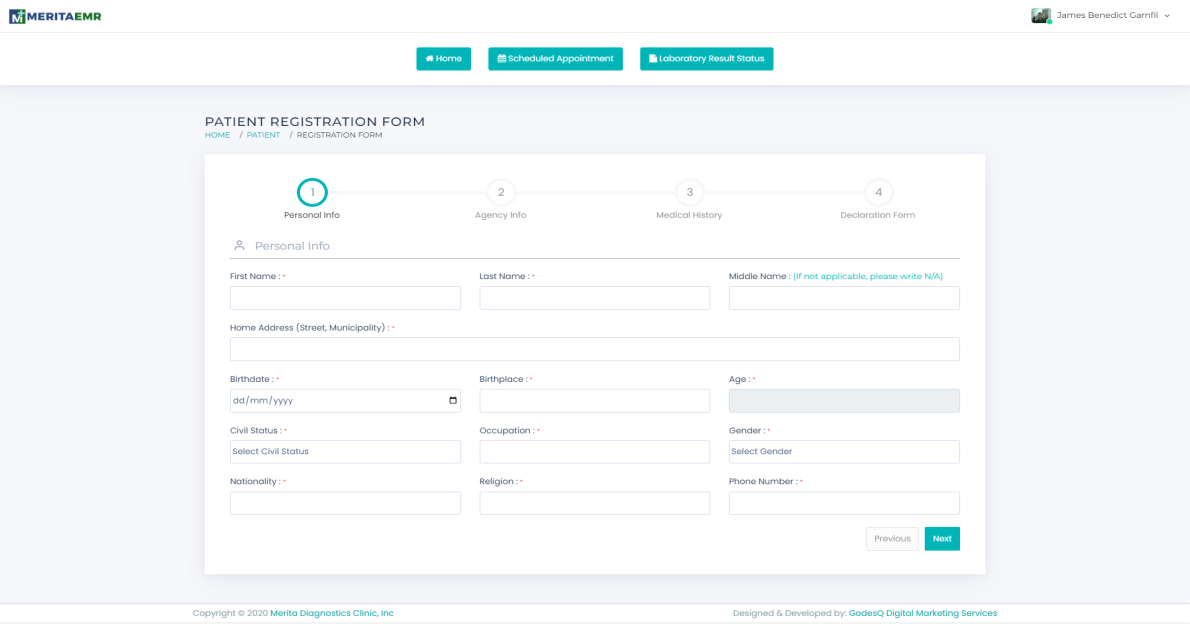 MERITAEMR
James Benedict Garnfil
Home
Scheduled Appointment
Laboratory Result Status
PATIENT REGISTRATION FORM
HOME / PATIENT / REGISTRATION FORM
1
2
3
4
Personal Info
Agency Info
Medical History
Declaration Form
Personal Info
First Name : *
Last Name : *
Middle Name : (If not applicable, please write N/A)
Home Address (Street, Municipality) : *
Birthdate : *
Birthplace : *
Age : *
dd/mm/yyyy
Civil Status : *
Occupation : *
Gender : *
Select Civil Status
Select Gender
Nationality : *
Religion : *
Phone Number : *
Previous
Next
Copyright © 2020 Merita Diagnostics Clinic, Inc
Designed & Developed by: GodesQ Digital Marketing Services